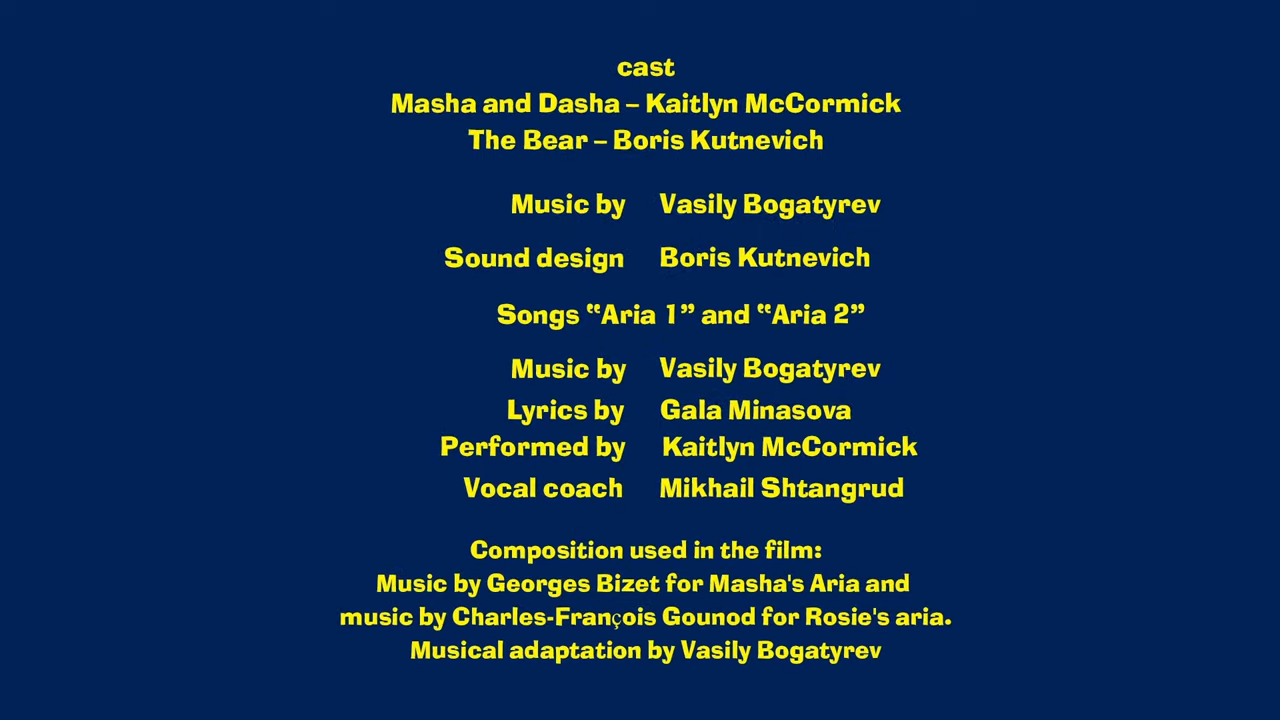 cast
Masha and Dasha – Kaitlyn McCormick
The Bear – Boris Kutnevich
Music by Vasily Bogatyrev
Sound design Boris Kutnevich
Songs “Aria 1” and “Aria 2”
Music by Vasily Bogatyrev
Lyrics by Gala Minasova
Performed by Kaitlyn McCormick
Vocal coach Mikhail Shtangrud
Composition used in the film:
Music by Georges Bizet for Masha's Aria and
music by Charles-François Gounod for Rosie's aria.
Musical adaptation by Vasily Bogatyrev